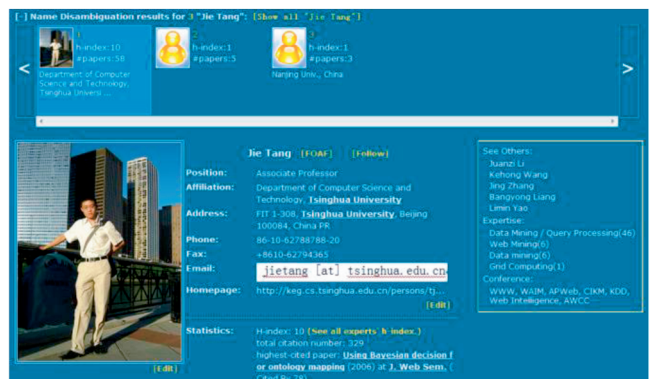 [-] Name Disambiguation results for 3 "Jie Tang": [Show all "Jie Tang"]
1
h-index:10
#papers:58
Department of Computer
Science and Technology,
Tsinghua Universi ...
2
h-index:1
#papers:5
3
h-index:1
#papers:3
Nanjing Univ., China
Jie Tang [FOAF] [Follow]
Position: Associate Professor
Affiliation: Department of Computer Science and
Technology, Tsinghua University
Address: FIT 1-308, Tsinghua University, Beijing
100084, China PR
Phone: 86-10-62788788-20
Fax: +8610-62794365
Email: jietang [at] tsinghua.edu.cn
Homepage: http://keg.cs.tsinghua.edu.cn/persons/tj...
[Edit]
[Edit]
Statistics: H-index: 10 (See all experts' h-index.)
total citation number: 329
highest-cited paper: Using Bayesian decision f
or ontology mapping (2006) at J. Web Sem. (
Cited By 78)
See Others:
Juanzi Li
Kehong Wang
Jing Zhang
Bangyong Liang
Limin Yao
Expertise:
Data Mining / Query Processing(46)
Web Mining(6)
Data mining(6)
Grid Computing(1)
Conference:
WWW, WAIM, APWeb, CIKM, KDD,
Web Intelligence, AWCC